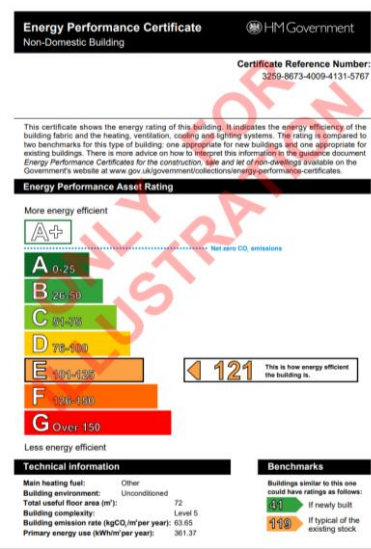 Energy Performance Certificate
HM Government
Non-Domestic Building
Certificate Reference Number:
3259-8673-4009-4131-5767
This certificate shows the energy rating of this building. It indicates the energy efficiency of the
building fabric and the heating, ventilation, cooling and lighting systems. The rating is compared to
two benchmarks for this type of building: one appropriate for new buildings and one appropriate for
existing buildings. There is more advice on how to interpret this information in the guidance document
Energy Performance Certificates for the construction, sale and let of non-dwellings available on the
Government's website at www.gov.uk/government/collections/energy-performance-certificates.
ONLY FOR
ILLUSTRATION
Energy Performance Asset Rating
More energy efficient
A+
Net zero CO₂ emissions
A 0-25
B 26-50
C 51-75
D 76-100
E 101-125
121 This is how energy efficient
the building is.
F 126-150
G Over 150
Less energy efficient
Technical information
Main heating fuel: Other
Building environment: Unconditioned
Total useful floor area (m²): 72
Building complexity: Level 5
Building emission rate (kgCO₂/m²per year): 63.65
Primary energy use (kWh/m²per year): 361.37
Benchmarks
Buildings similar to this one
could have ratings as follows:
41 If newly built
119 If typical of the
existing stock